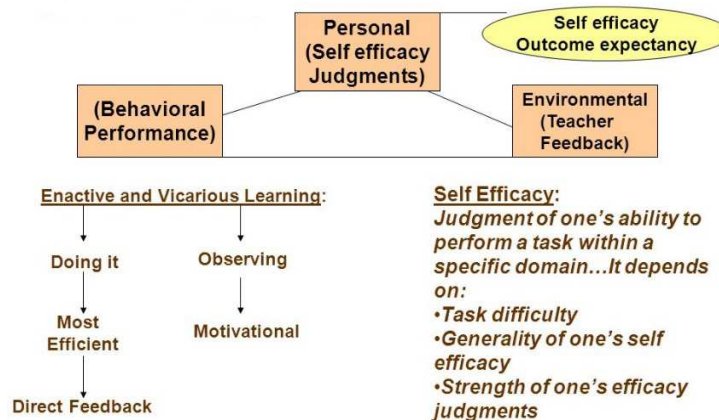 Personal
(Self efficacy
Judgments)
Self efficacy
Outcome expectancy
(Behavioral
Performance)
Environmental
(Teacher
Feedback)
Enactive and Vicarious Learning:
Doing it
Observing
Most
Efficient
Motivational
Direct Feedback
Self Efficacy:
Judgment of one's ability to
perform a task within a
specific domain...It depends
on:
•Task difficulty
•Generality of one's self
efficacy
•Strength of one's efficacy
judgments